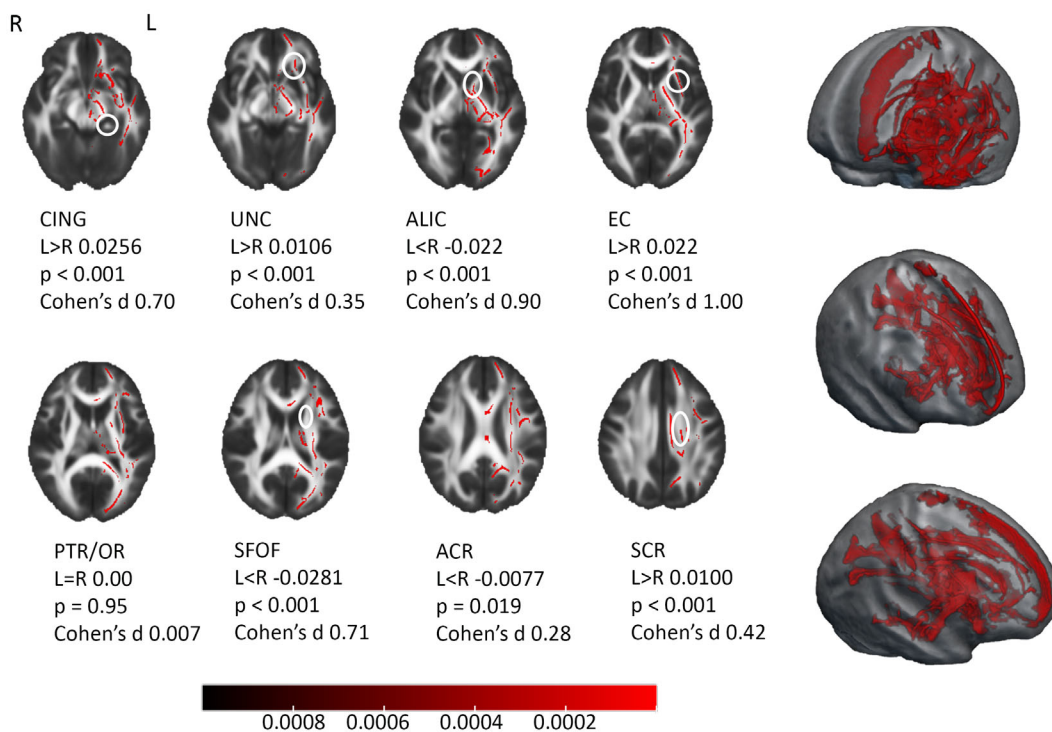 R
L
CING
L>R 0.0256
p < 0.001
Cohen's d 0.70
UNC
L>R 0.0106
p < 0.001
Cohen's d 0.35
ALIC
L<R -0.022
p < 0.001
Cohen's d 0.90
EC
L>R 0.022
p < 0.001
Cohen's d 1.00
PTR/OR
L=R 0.00
p = 0.95
Cohen's d 0.007
SFOF
L<R -0.0281
p < 0.001
Cohen's d 0.71
ACR
L<R -0.0077
p = 0.019
Cohen's d 0.28
SCR
L>R 0.0100
p < 0.001
Cohen's d 0.42
0.0008 0.0006 0.0004 0.0002